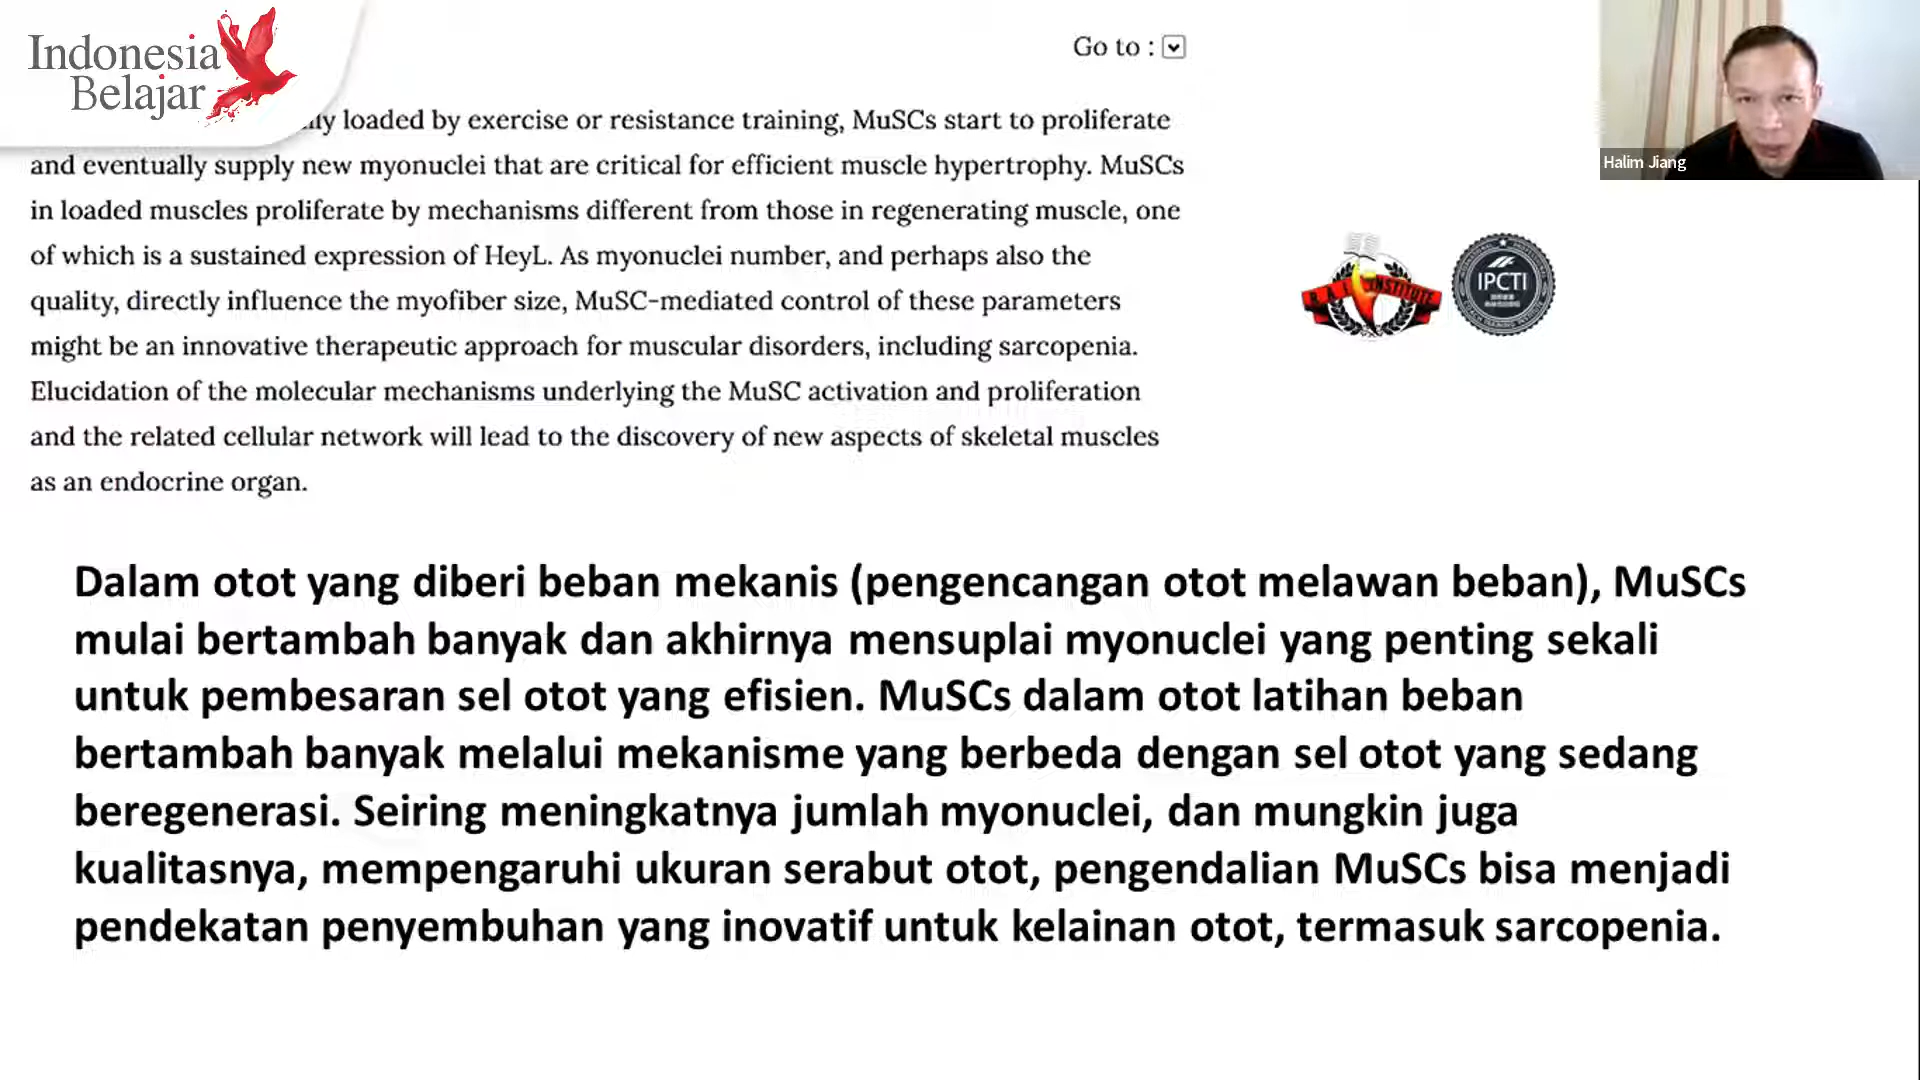 Indonesia
Belajar
Go to :
loaded by exercise or resistance training, MuSCs start to proliferate
and eventually supply new myonuclei that are critical for efficient muscle hypertrophy. MuSCs
in loaded muscles proliferate by mechanisms different from those in regenerating muscle, one
of which is a sustained expression of HeyL. As myonuclei number, and perhaps also the
quality, directly influence the myofiber size, MuSC-mediated control of these parameters
might be an innovative therapeutic approach for muscular disorders, including sarcopenia.
Elucidation of the molecular mechanisms underlying the MuSC activation and proliferation
and the related cellular network will lead to the discovery of new aspects of skeletal muscles
as an endocrine organ.
Halim Jiang
R.A.I INSTITUTE
IPCTI
Dalam otot yang diberi beban mekanis (pengencangan otot melawan beban), MuSCs
mulai bertambah banyak dan akhirnya mensuplai myonuclei yang penting sekali
untuk pembesaran sel otot yang efisien. MuSCs dalam otot latihan beban
bertambah banyak melalui mekanisme yang berbeda dengan sel otot yang sedang
beregenerasi. Seiring meningkatnya jumlah myonuclei, dan mungkin juga
kualitasnya, mempengaruhi ukuran serabut otot, pengendalian MuSCs bisa menjadi
pendekatan penyembuhan yang inovatif untuk kelainan otot, termasuk sarcopenia.